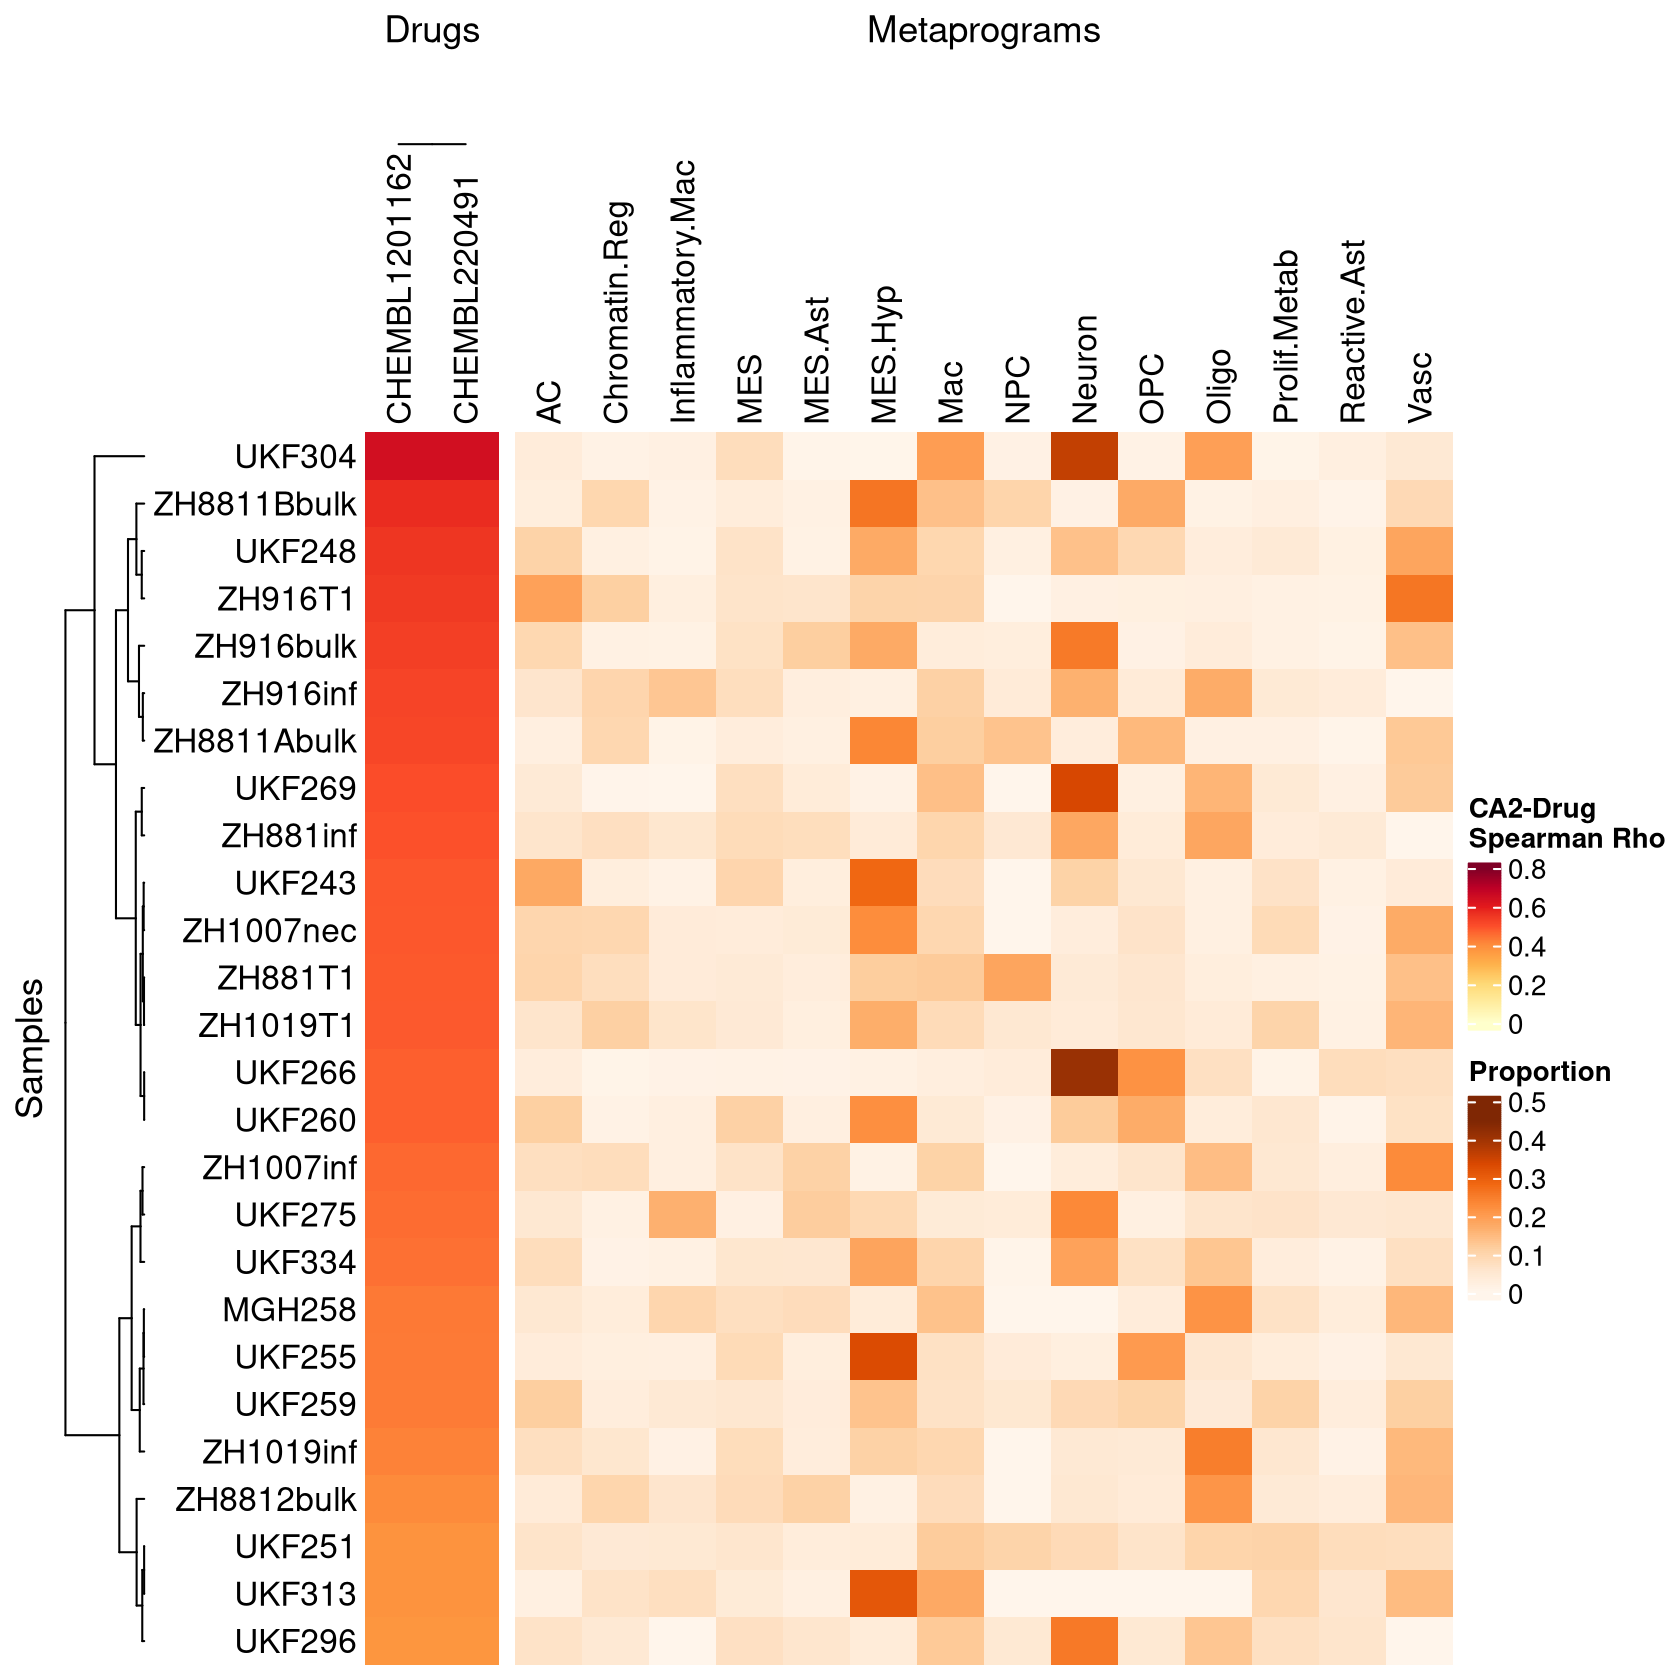 Drugs
Metaprograms
CHEMBL1201162
CHEMBL220491
AC
Chromatin.Reg
Inflammatory.Mac
MES
MES.Ast
MES.Hyp
Mac
NPC
Neuron
OPC
Oligo
Prolif.Metab
Reactive.Ast
Vasc
Samples
UKF304
ZH8811Bbulk
UKF248
ZH916T1
ZH916bulk
ZH916inf
ZH8811Abulk
UKF269
ZH881inf
UKF243
ZH1007nec
ZH881T1
ZH1019T1
UKF266
UKF260
ZH1007inf
UKF275
UKF334
MGH258
UKF255
UKF259
ZH1019inf
ZH8812bulk
UKF251
UKF313
UKF296
CA2-Drug
Spearman Rho
0.8
0.6
0.4
0.2
0
Proportion
0.5
0.4
0.3
0.2
0.1
0